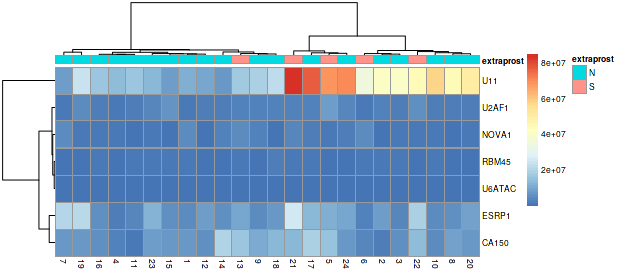 extraprost
U11
U2AF1
NOVA1
RBM45
U6ATAC
ESRP1
CA150
7 19 16 4 11 23 15 1 12 14 13 9 18 21 17 5 24 6 2 3 22 10 8 20
8e+07
6e+07
4e+07
2e+07
extraprost
N
S